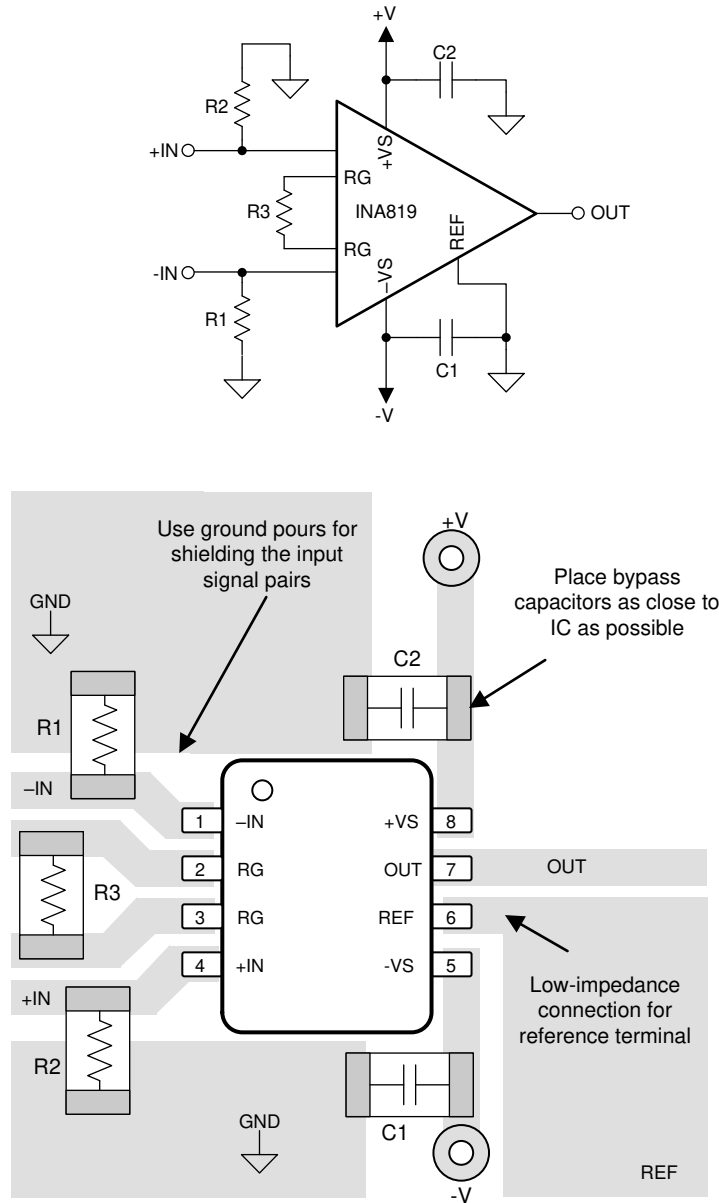 +V
C2
R2
+IN
+VS
RG
R3
INA819
OUT
RG
REF
-IN
–VS
R1
C1
-V
Use ground pours for
shielding the input
signal pairs
+V
Place bypass
capacitors as close to
IC as possible
GND
C2
R1
–IN
1
–IN
+VS
8
2
RG
OUT
7
OUT
R3
3
RG
REF
6
4
+IN
-VS
5
+IN
Low-impedance
connection for
reference terminal
R2
GND
C1
REF
-V